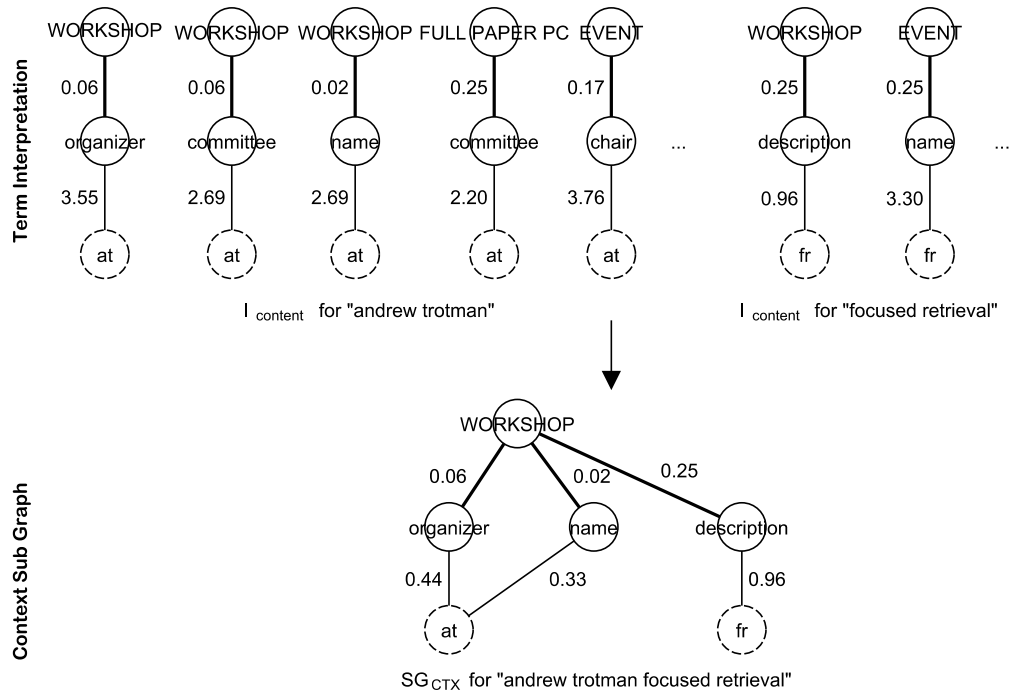 WORKSHOP WORKSHOP WORKSHOP FULL PAPER PC EVENT WORKSHOP EVENT
0.06 0.06 0.02 0.25 0.17 0.25 0.25
organizer committee name committee chair ... description name ...
3.55 2.69 2.69 2.20 3.76 0.96 3.30
at at at at at fr fr
I content for "andrew trotman" I content for "focused retrieval"
Term Interpretation
WORKSHOP
0.06 0.02 0.25
organizer name description
0.44 0.33 0.96
at fr
SG CTX for "andrew trotman focused retrieval"
Context Sub Graph